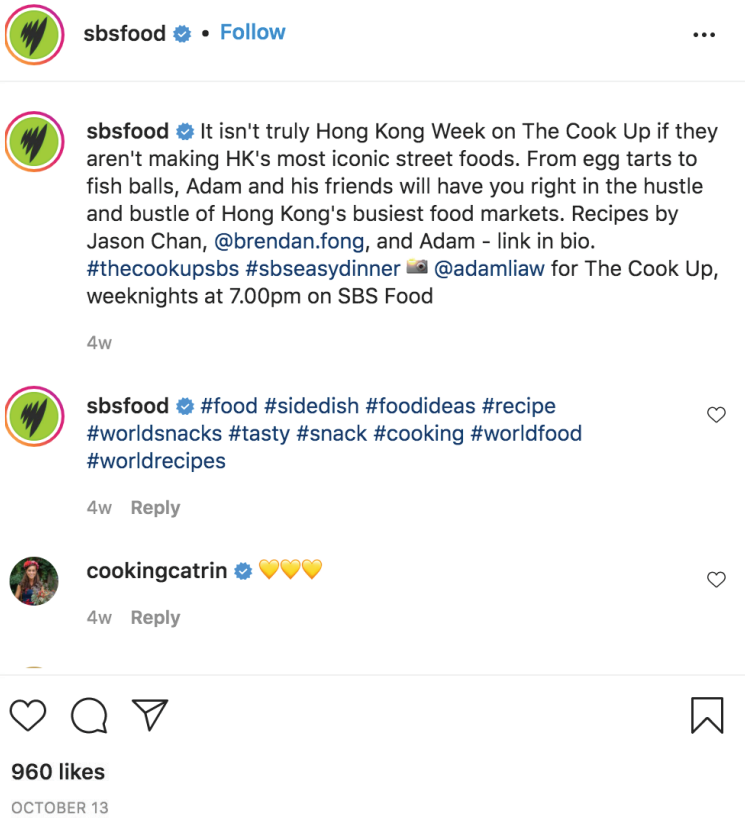 sbsfood • Follow
sbsfood It isn't truly Hong Kong Week on The Cook Up if they
aren't making HK's most iconic street foods. From egg tarts to
fish balls, Adam and his friends will have you right in the hustle
and bustle of Hong Kong's busiest food markets. Recipes by
Jason Chan, @brendan.fong, and Adam - link in bio.
#thecookupsbs #sbseasydinner 📸 @adamliaw for The Cook Up,
weeknights at 7.00pm on SBS Food
4w
sbsfood #food #sidedish #foodideas #recipe
#worldsnacks #tasty #snack #cooking #worldfood
#worldrecipes
4w Reply
cookingcatrin 💛💛💛
4w Reply
960 likes
OCTOBER 13